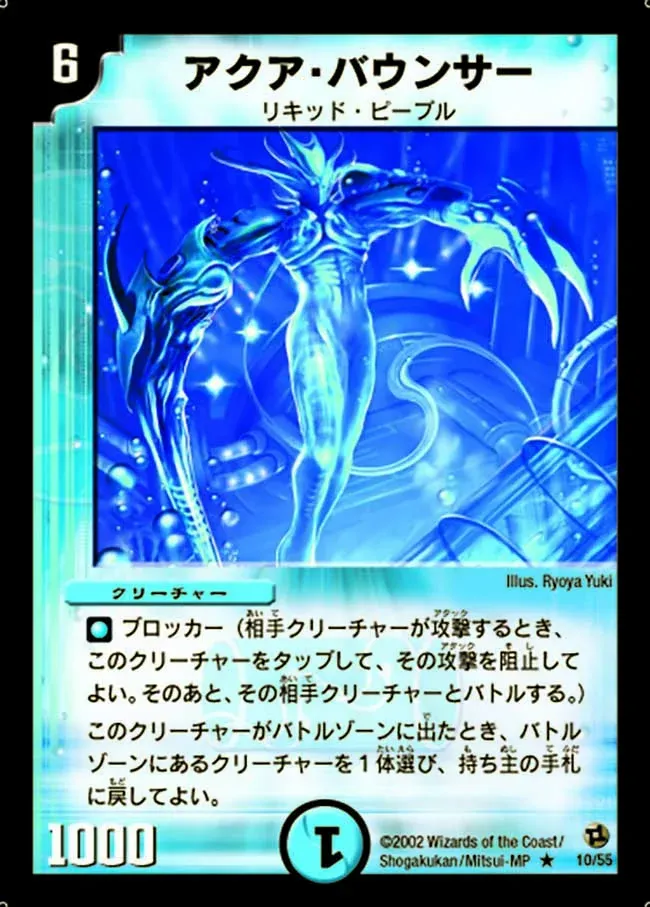 6
アクア・バウンサー
リキッド・ピープル
Illus. Ryoya Yuki
クリーチャー
ブロッカー（相手クリーチャーが攻撃するとき、
このクリーチャーをタップして、その攻撃を阻止して
よい。そのあと、その相手クリーチャーとバトルする。）
このクリーチャーがバトルゾーンに出たとき、バトル
ゾーンにあるクリーチャーを1体選び、持ち主の手札
に戻してよい。
1000
1
©2002 Wizards of the Coast/
Shogakukan/Mitsui-MP ★ 10/55